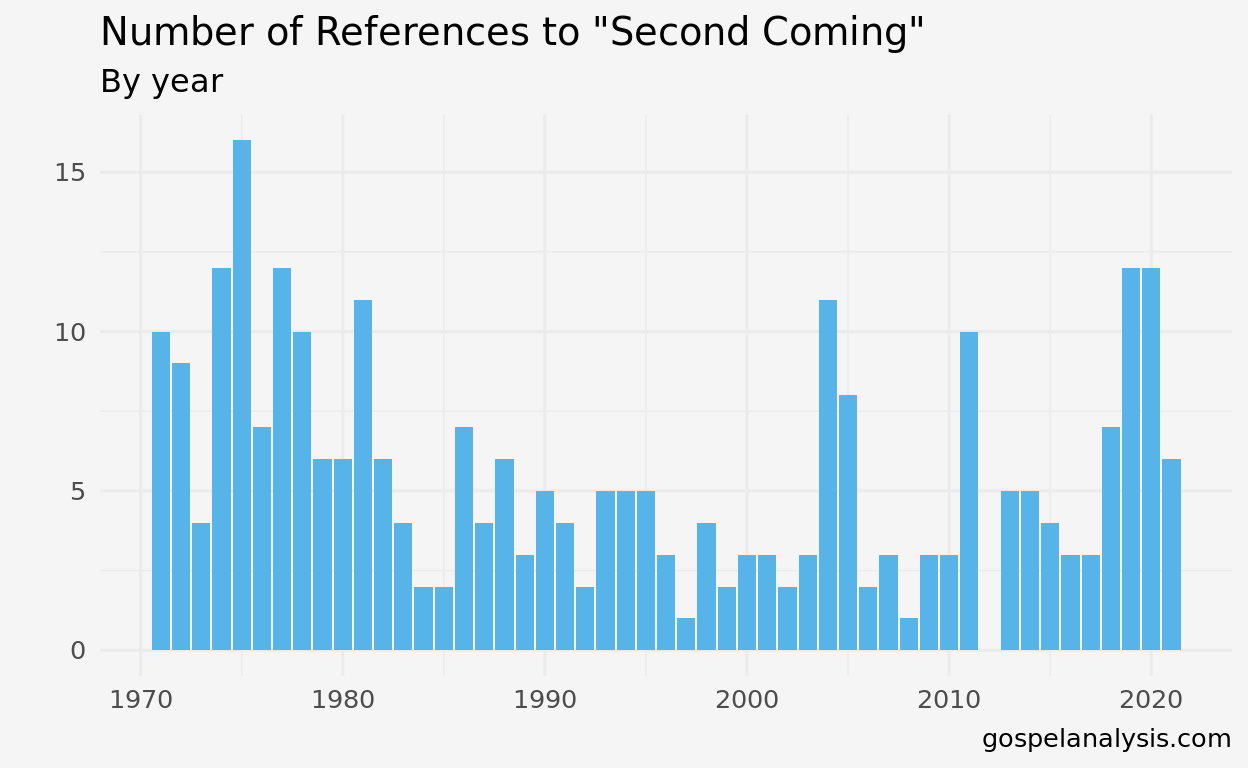 Number of References to "Second Coming"
By year
15
10
5
0
1970 1980 1990 2000 2010 2020
gospelanalysis.com